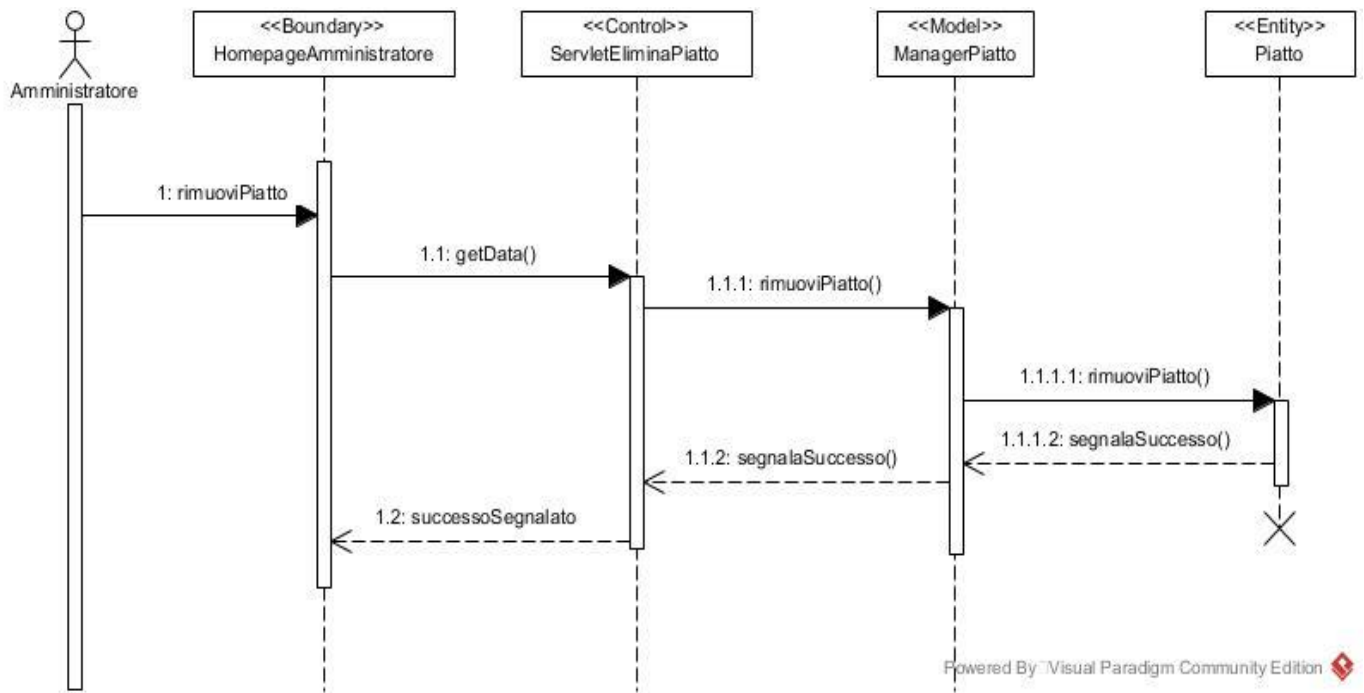 <<Boundary>>
HomepageAmministratore
<<Control>>
ServletEliminaPiatto
<<Model>>
ManagerPiatto
<<Entity>>
Piatto
Amministratore
1: rimuoviPiatto
1.1: getData()
1.1.1: rimuoviPiatto()
1.1.1.1: rimuoviPiatto()
1.1.1.2: segnalaSuccesso()
1.1.2: segnalaSuccesso()
1.2: successoSegnalato
Powered By Visual Paradigm Community Edition